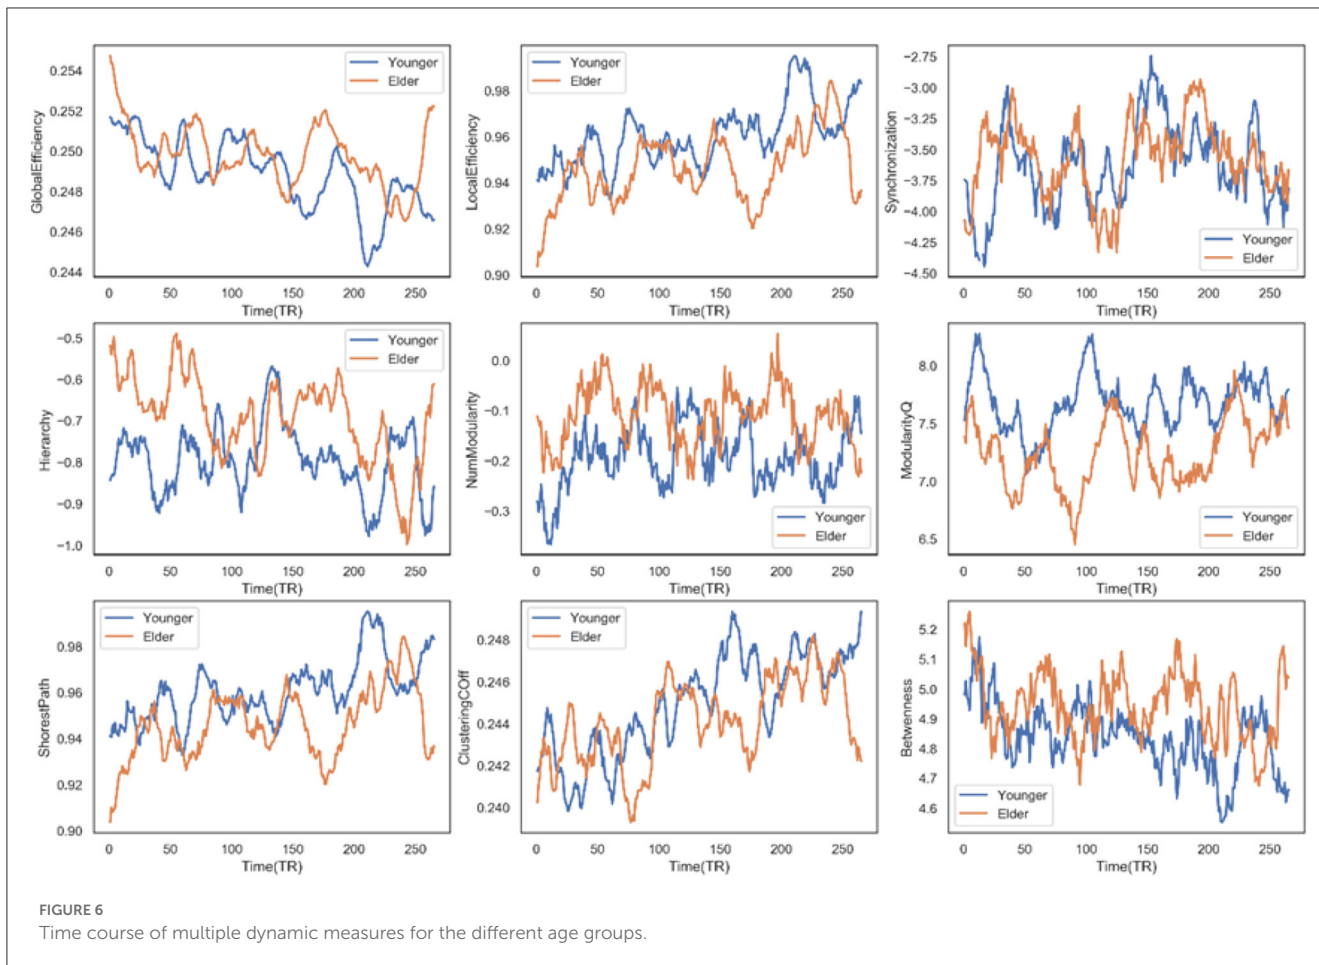 GlobalEfficiency
0.254
0.252
0.250
0.248
0.246
0.244
Younger
Elder
0 50 100 150 200 250
Time(TR)
LocalEfficiency
0.98
0.96
0.94
0.92
0.90
Younger
Elder
0 50 100 150 200 250
Time(TR)
Synchronization
−2.75
−3.00
−3.25
−3.50
−3.75
−4.00
−4.25
−4.50
Younger
Elder
0 50 100 150 200 250
Time(TR)
Hierarchy
−0.5
−0.6
−0.7
−0.8
−0.9
−1.0
Younger
Elder
0 50 100 150 200 250
Time(TR)
NumModularity
0.0
−0.1
−0.2
−0.3
Younger
Elder
0 50 100 150 200 250
Time(TR)
ModularityQ
8.0
7.5
7.0
6.5
Younger
Elder
0 50 100 150 200 250
Time(TR)
ShorestPath
0.98
0.96
0.94
0.92
0.90
Younger
Elder
0 50 100 150 200 250
Time(TR)
ClusteringCOff
0.248
0.246
0.244
0.242
0.240
Younger
Elder
0 50 100 150 200 250
Time(TR)
Betwenness
5.2
5.1
5.0
4.9
4.8
4.7
4.6
Younger
Elder
0 50 100 150 200 250
Time(TR)
FIGURE 6
Time course of multiple dynamic measures for the different age groups.